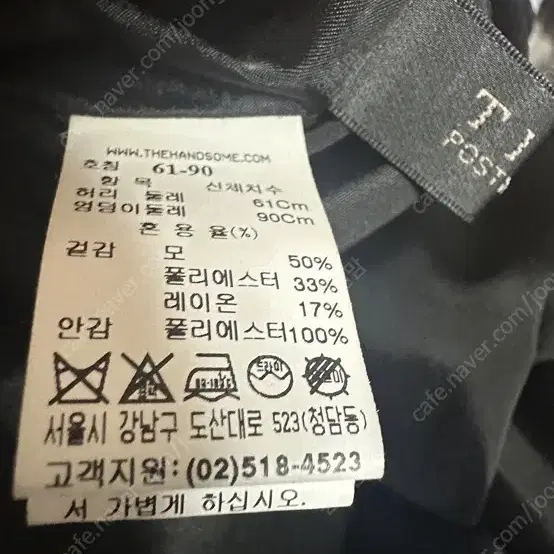 TI
POST
WWW.THEHANDSOME.COM
호칭 61-90
항 목 신체치수
허리 둘레 61Cm
엉덩이둘레 90Cm
혼 용 율(%)
겉감 모 50%
폴리에스터 33%
레이온 17%
안감 폴리에스터100%
드라이
서울시 강남구 도산대로 523(청담동)
고객지원:(02)518-4523
서 가볍게 하십시오.
cafe.naver.com/joon